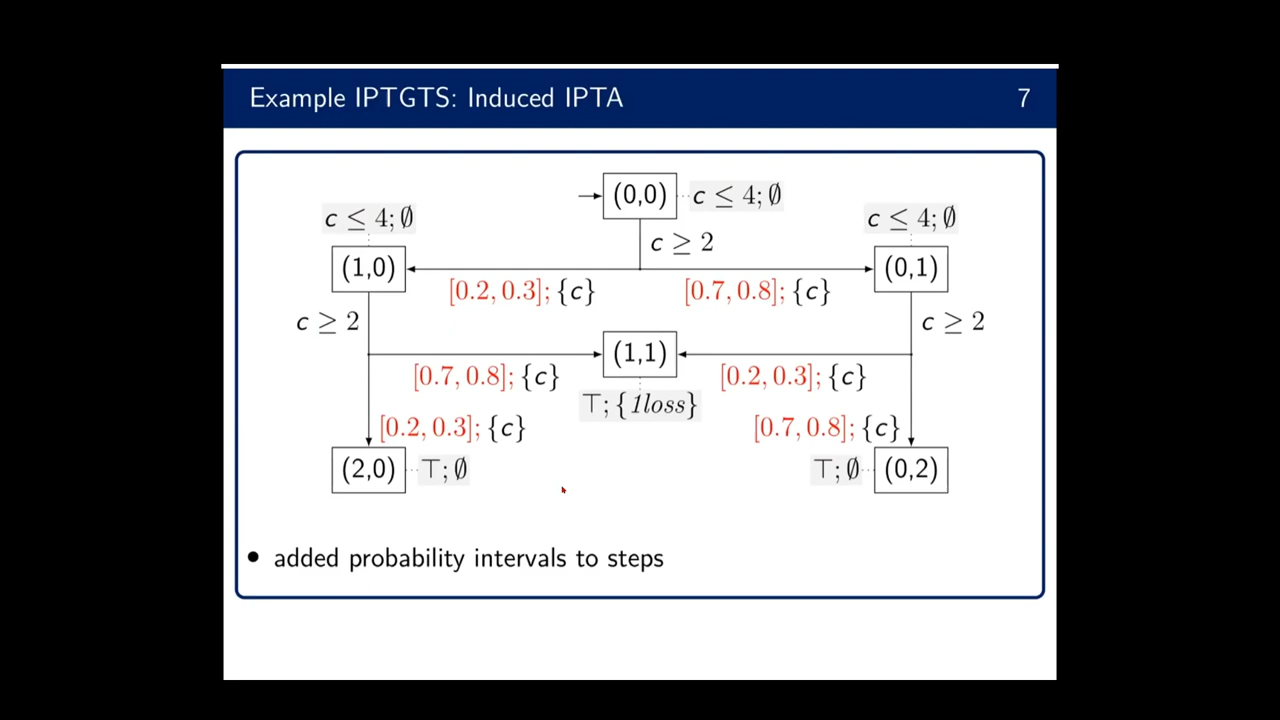 Example IPTGTS: Induced IPTA 7
(0,0) c ≤ 4; ∅
c ≤ 4; ∅ c ≤ 4; ∅
c ≥ 2
(1,0) (0,1)
[0.2, 0.3]; {c} [0.7, 0.8]; {c}
c ≥ 2 c ≥ 2
(1,1)
[0.7, 0.8]; {c} [0.2, 0.3]; {c}
⊤; {1loss}
[0.2, 0.3]; {c} [0.7, 0.8]; {c}
(2,0) ⊤; ∅ ⊤; ∅ (0,2)
• added probability intervals to steps